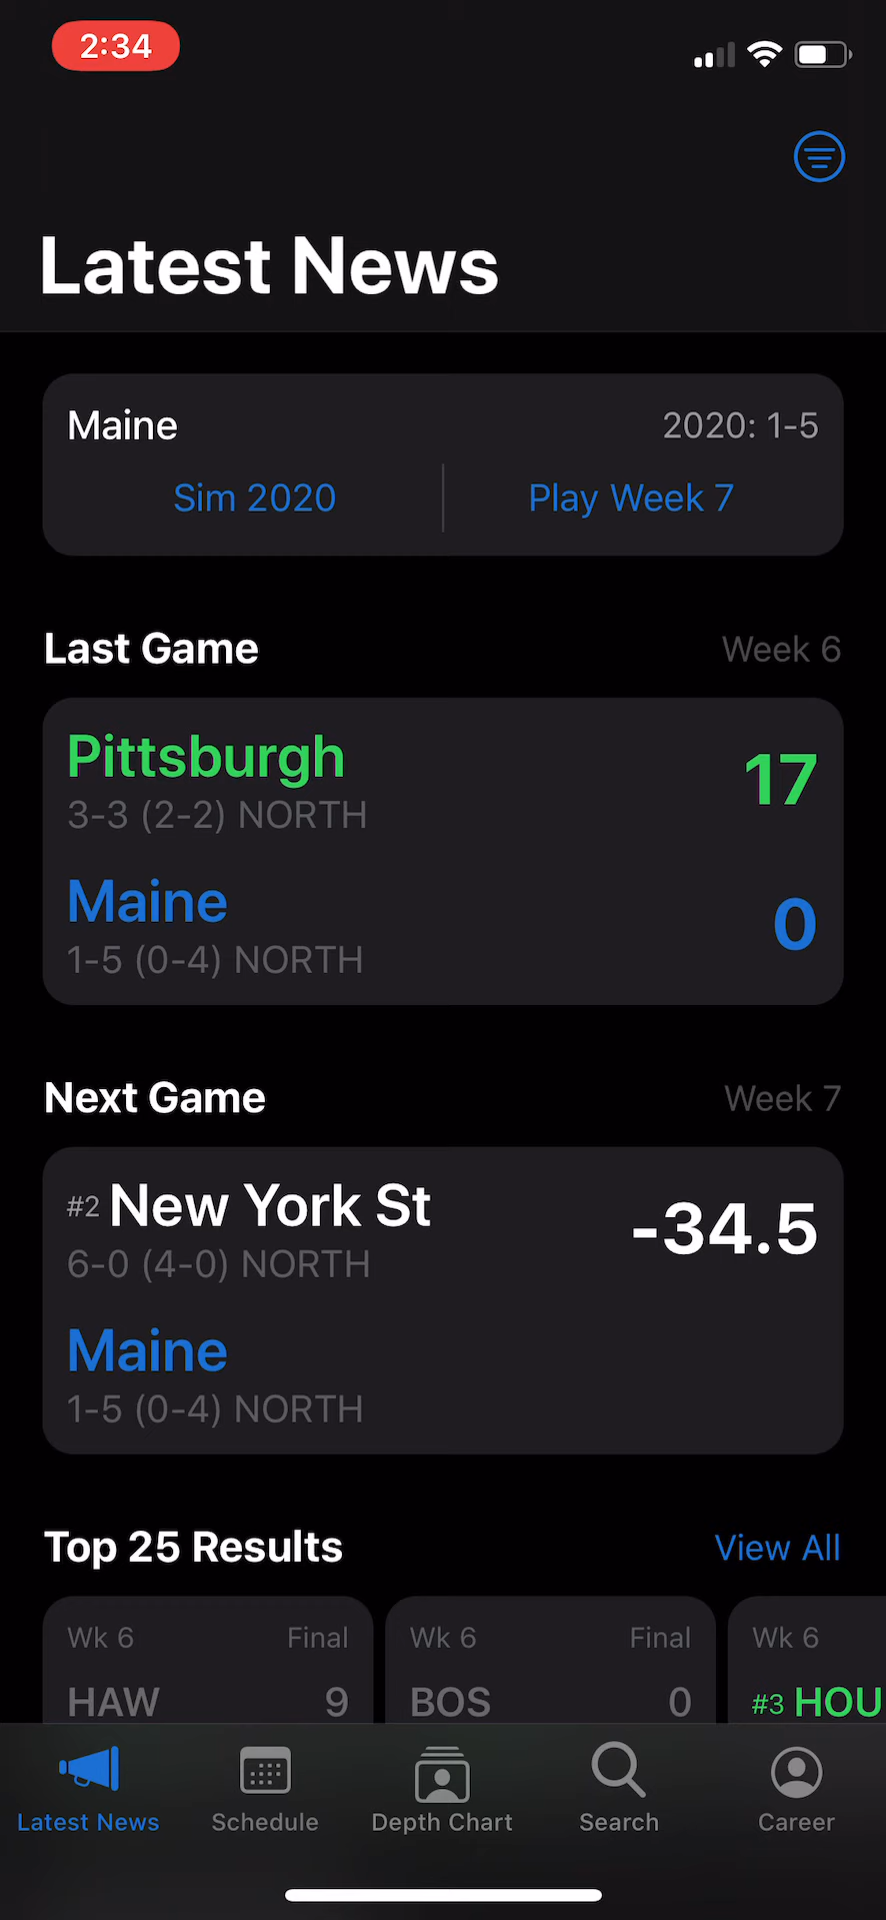 2:34
Latest News
Maine 2020: 1-5
Sim 2020 Play Week 7
Last Game Week 6
Pittsburgh 17
3-3 (2-2) NORTH
Maine 0
1-5 (0-4) NORTH
Next Game Week 7
#2 New York St -34.5
6-0 (4-0) NORTH
Maine
1-5 (0-4) NORTH
Top 25 Results View All
Wk 6 Final Wk 6 Final Wk 6
HAW 9 BOS 0 #3 HOU
Latest News Schedule Depth Chart Search Career